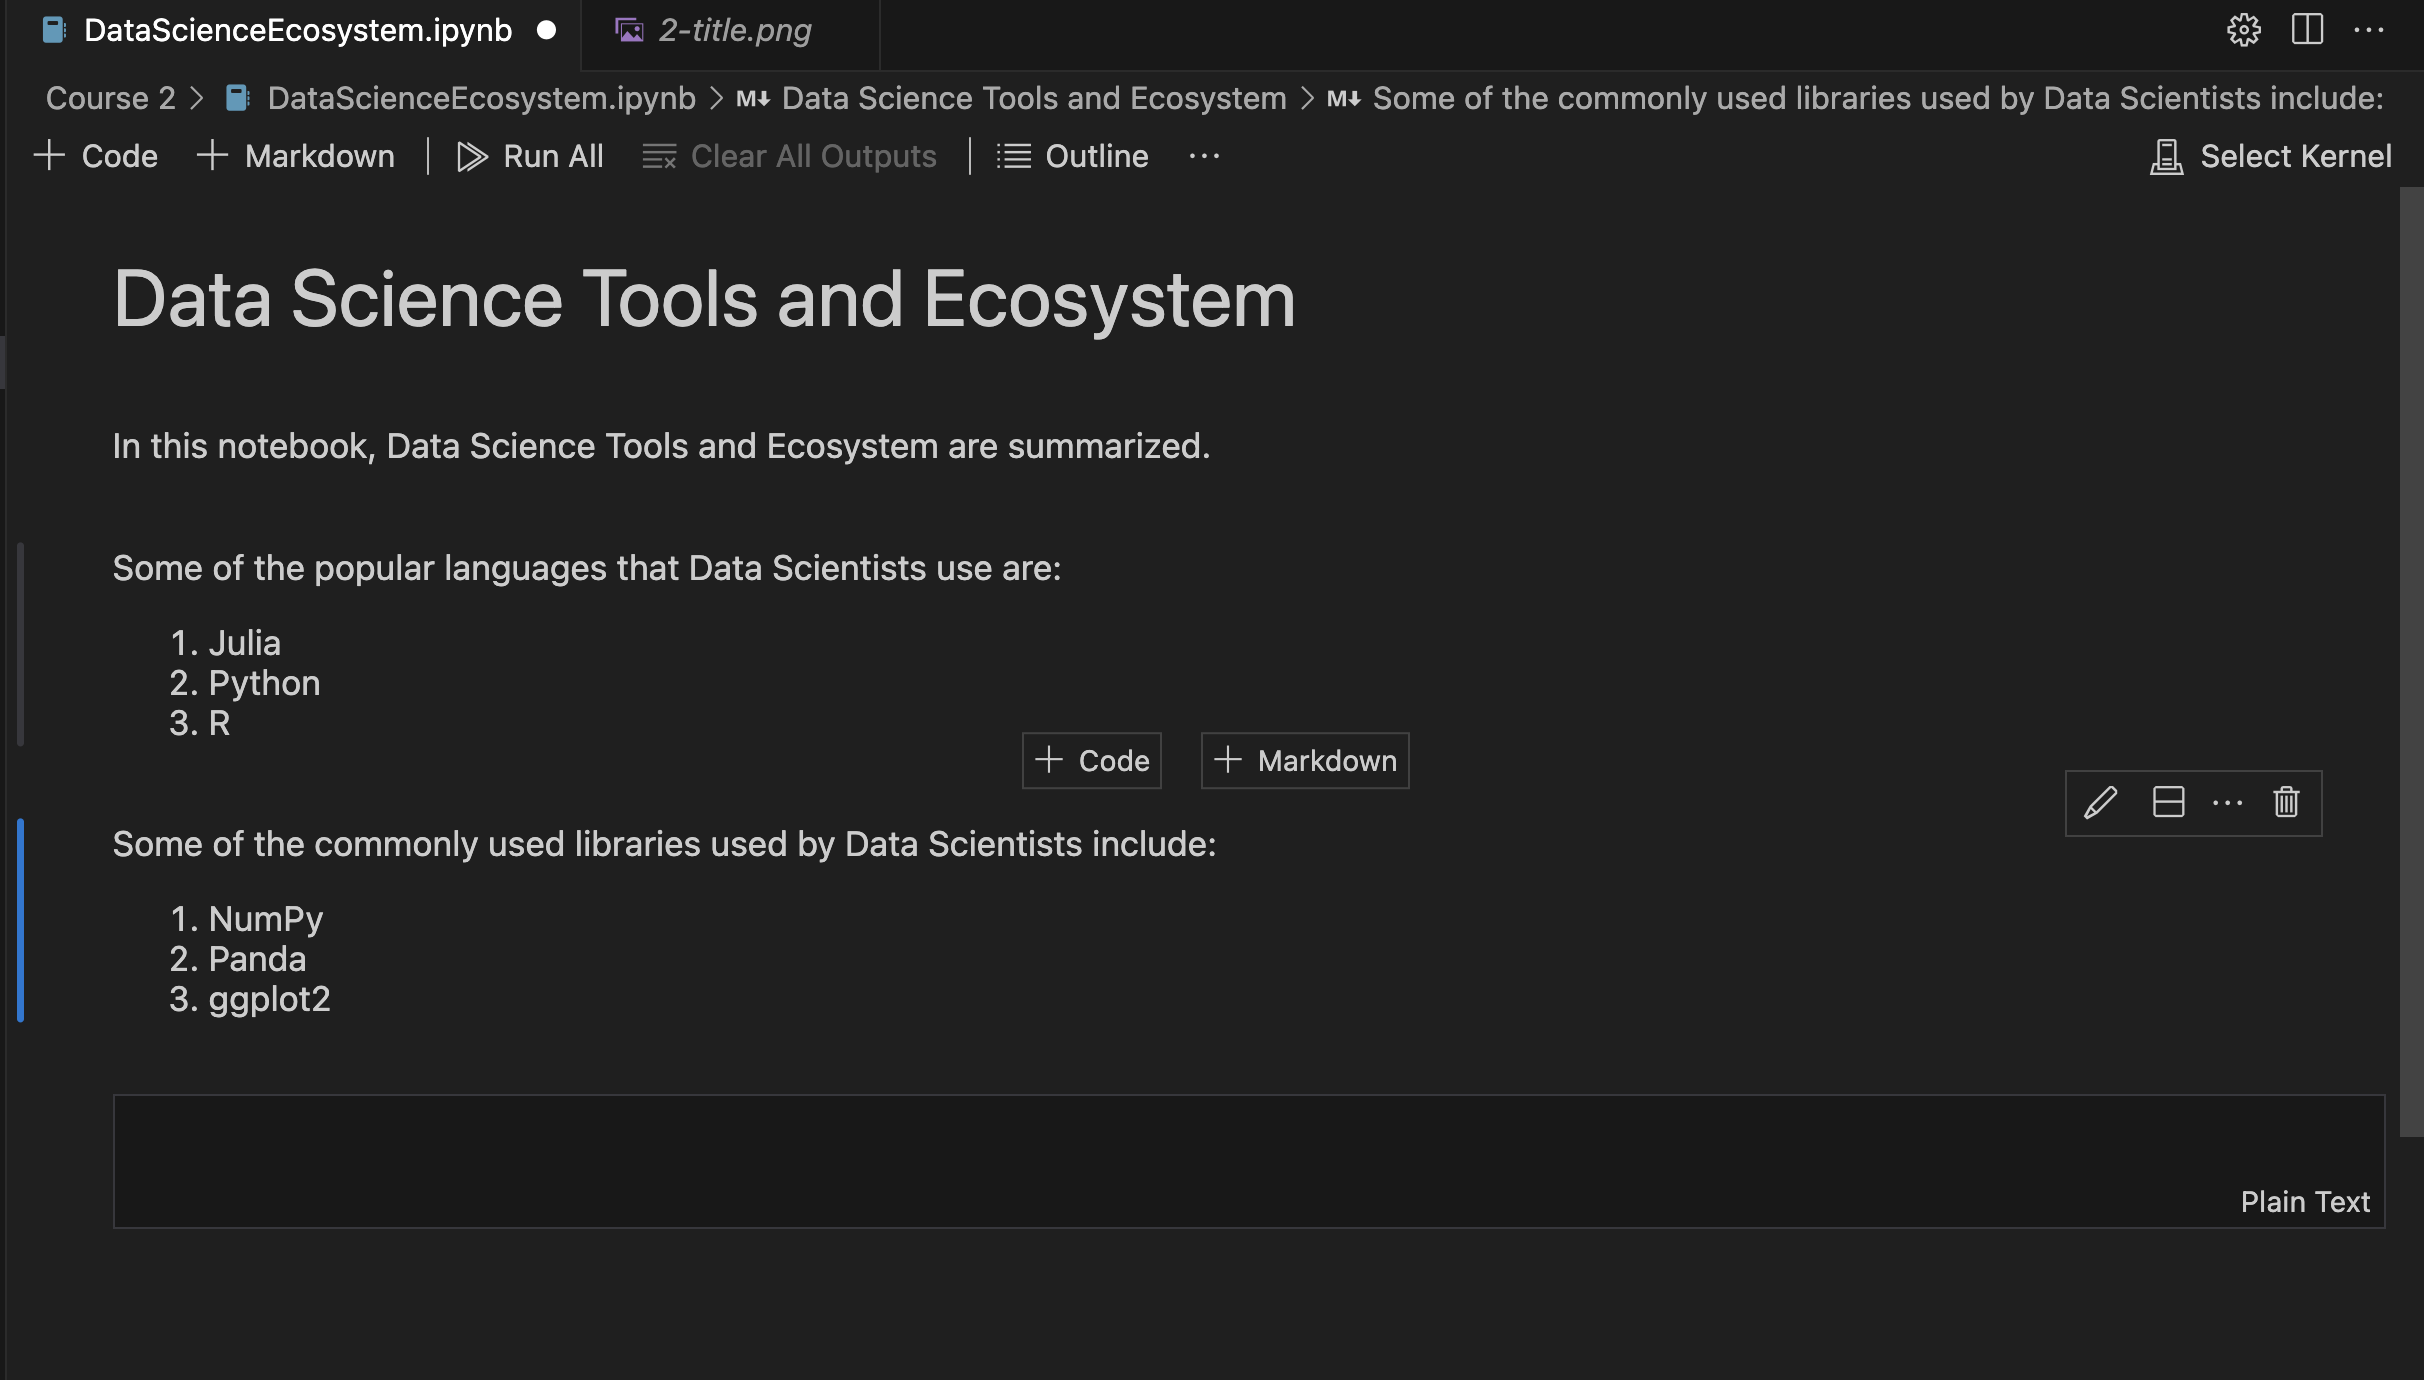 DataScienceEcosystem.ipynb
2-title.png
Course 2 > DataScienceEcosystem.ipynb > M↓ Data Science Tools and Ecosystem > M↓ Some of the commonly used libraries used by Data Scientists include:
+ Code + Markdown | Run All Clear All Outputs | Outline ... Select Kernel
Data Science Tools and Ecosystem
In this notebook, Data Science Tools and Ecosystem are summarized.
Some of the popular languages that Data Scientists use are:
1. Julia
2. Python
3. R
+ Code + Markdown
Some of the commonly used libraries used by Data Scientists include:
1. NumPy
2. Panda
3. ggplot2
Plain Text